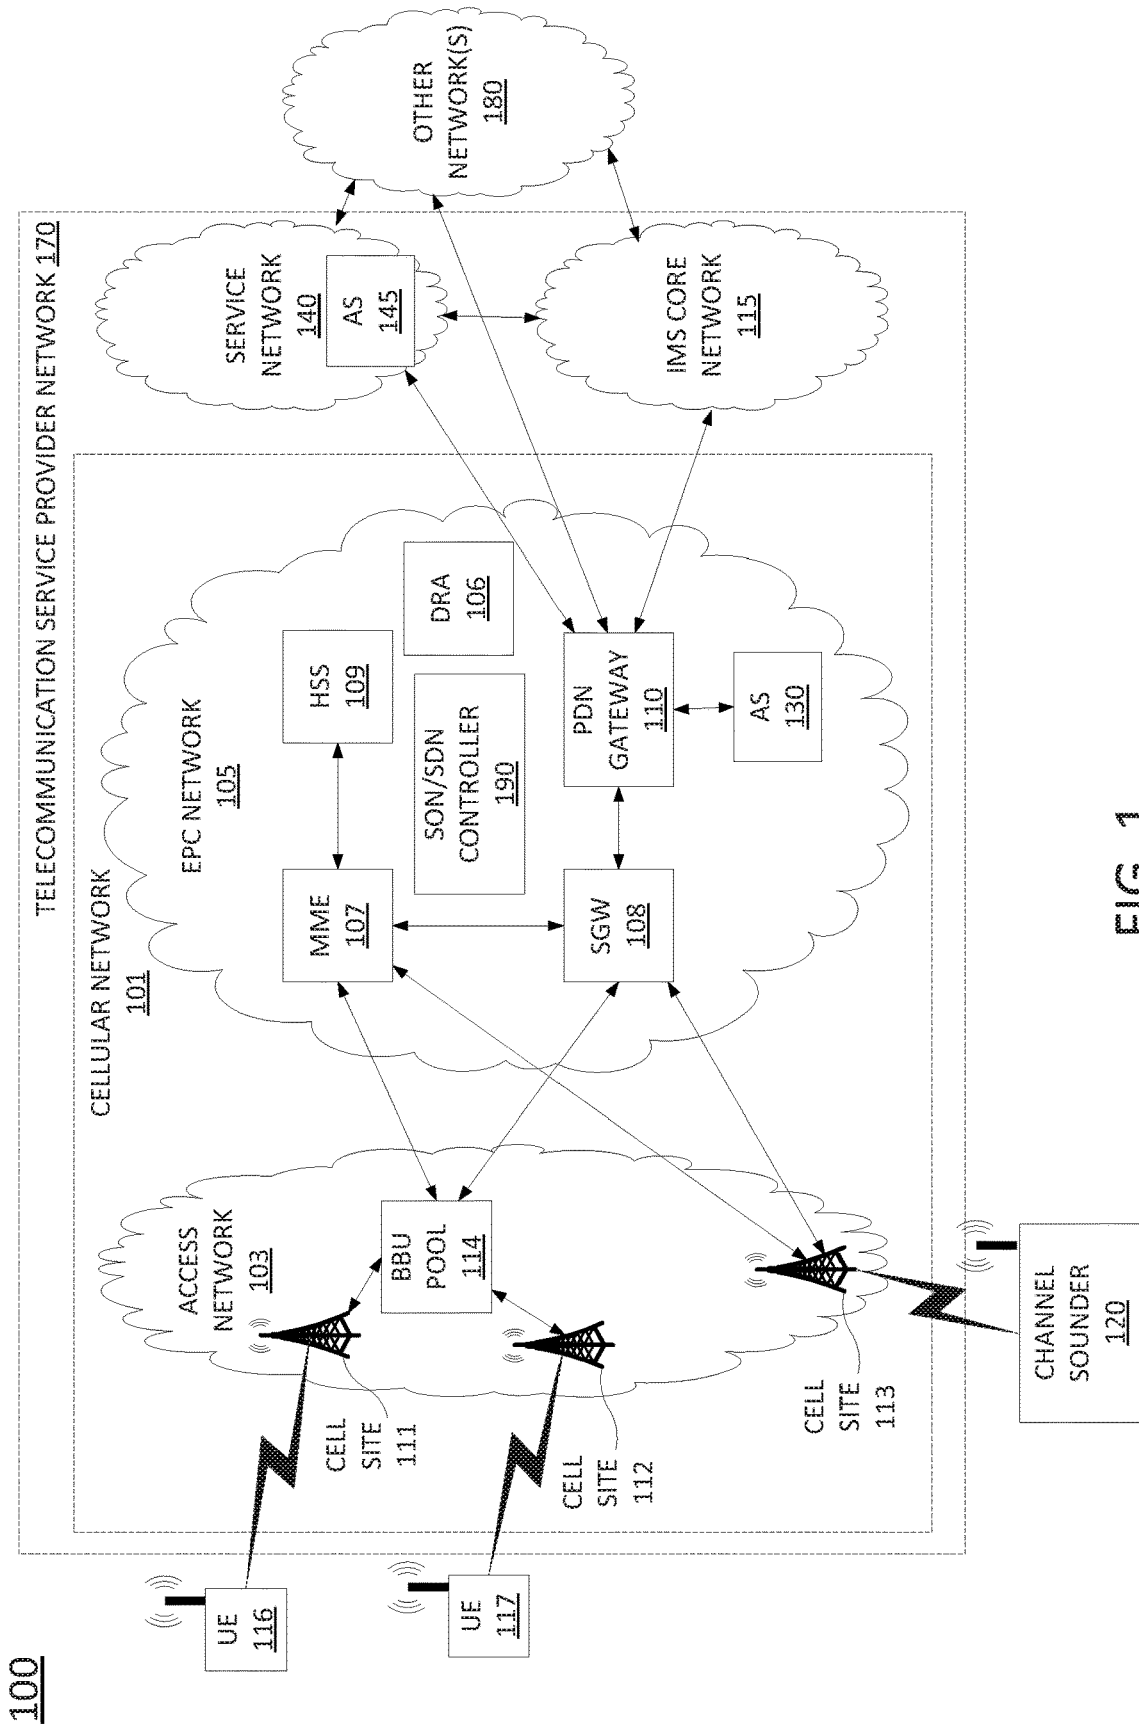 100
TELECOMMUNICATION SERVICE PROVIDER NETWORK 170
CELLULAR NETWORK
101
UE
116
UE
117
ACCESS
NETWORK
103
CELL
SITE
111
CELL
SITE
112
CELL
SITE
113
BBU
POOL
114
CHANNEL
SOUNDER
120
EPC NETWORK
105
MME
107
HSS
109
SON/SDN
CONTROLLER
190
DRA
106
SGW
108
PDN
GATEWAY
110
AS
130
SERVICE
NETWORK
140
AS
145
IMS CORE
NETWORK
115
OTHER
NETWORK(S)
180
FIG. 1